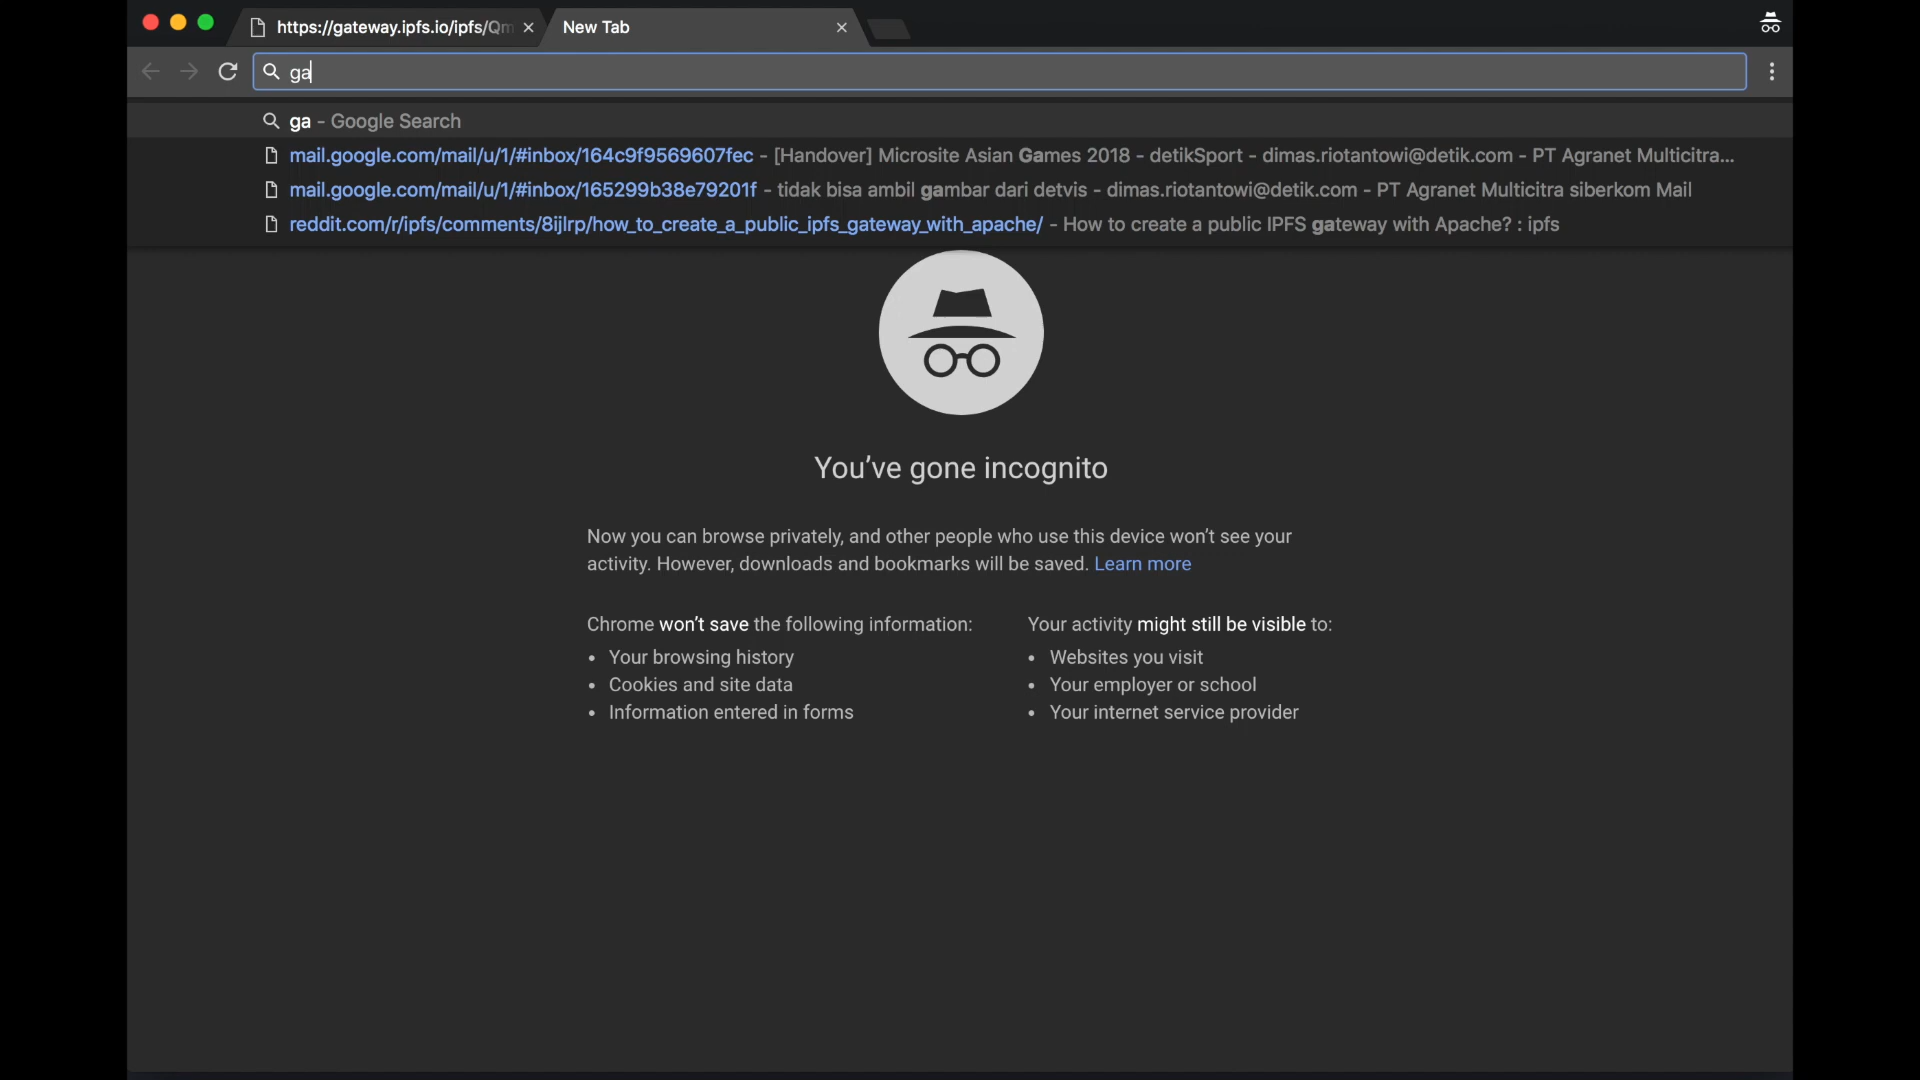 https://gateway.ipfs.io/ipfs/Qm
New Tab
ga
ga - Google Search
mail.google.com/mail/u/1/#inbox/164c9f9569607fec - [Handover] Microsite Asian Games 2018 - detikSport - dimas.riotantowi@detik.com - PT Agranet Multicitra...
mail.google.com/mail/u/1/#inbox/165299b38e79201f - tidak bisa ambil gambar dari detvis - dimas.riotantowi@detik.com - PT Agranet Multicitra siberkom Mail
reddit.com/r/ipfs/comments/8ijlrp/how_to_create_a_public_ipfs_gateway_with_apache/ - How to create a public IPFS gateway with Apache? : ipfs
You've gone incognito
Now you can browse privately, and other people who use this device won't see your
activity. However, downloads and bookmarks will be saved. Learn more
Chrome won't save the following information:
• Your browsing history
• Cookies and site data
• Information entered in forms
Your activity might still be visible to:
• Websites you visit
• Your employer or school
• Your internet service provider